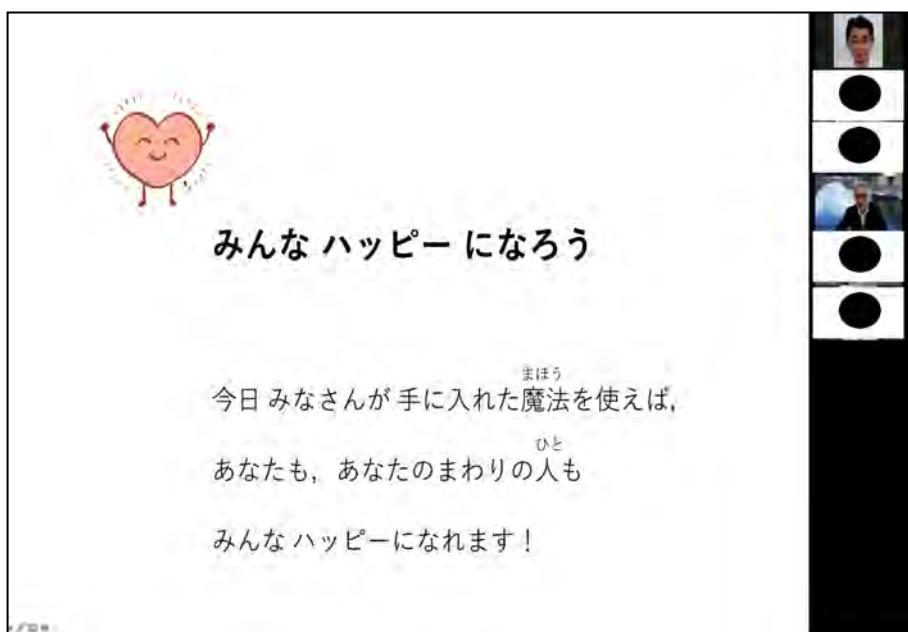 みんな ハッピー になろう
まほう
今日 みなさんが 手に入れた魔法を使えば，
ひと
あなたも，あなたのまわりの人も
みんな ハッピーになれます！